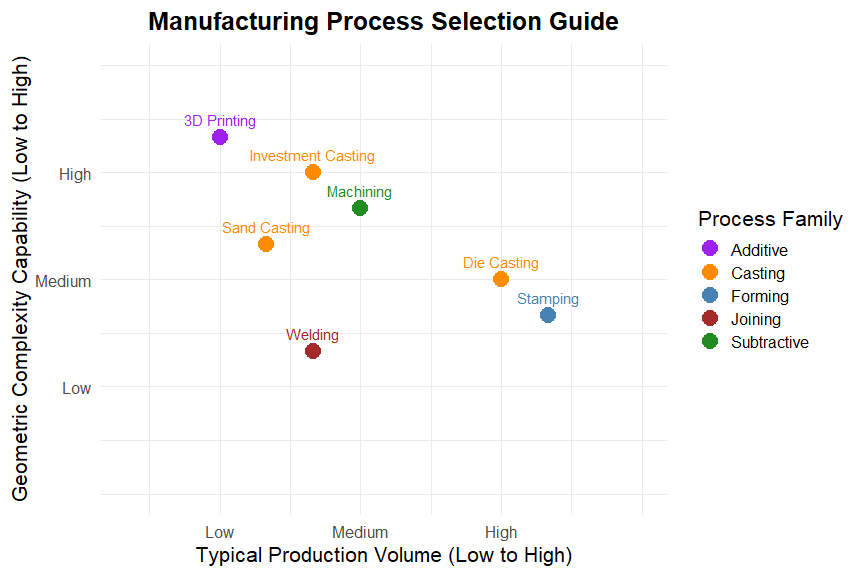 Manufacturing Process Selection Guide
Geometric Complexity Capability (Low to High)
High
Medium
Low
3D Printing
Investment Casting
Machining
Sand Casting
Die Casting
Stamping
Welding
Low
Medium
High
Typical Production Volume (Low to High)
Process Family
Additive
Casting
Forming
Joining
Subtractive